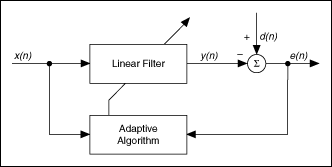 + d(n)
x(n) Linear Filter y(n) − Σ e(n)
Adaptive
Algorithm